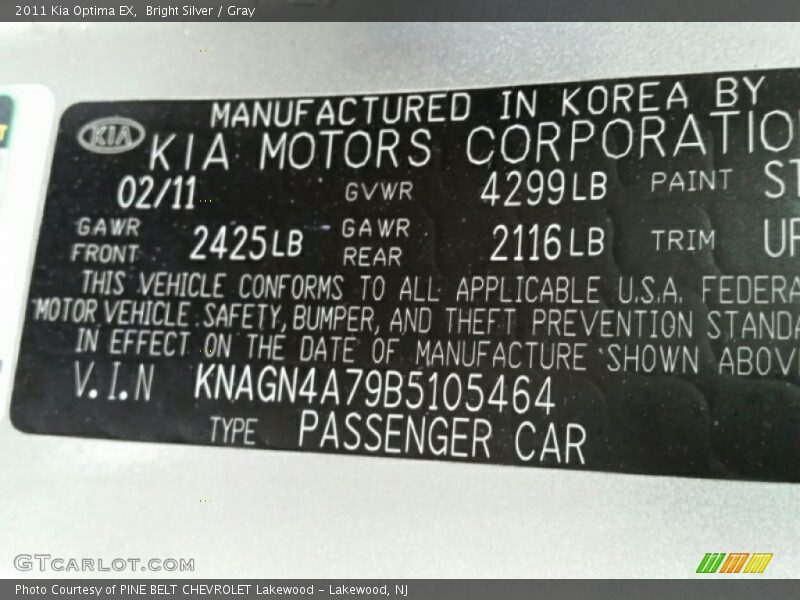 2011 Kia Optima EX, Bright Silver / Gray
MANUFACTURED IN KOREA BY
KIA KIA MOTORS CORPORATIO
02/11 GVWR 4299LB PAINT ST
GAWR FRONT 2425LB GAWR REAR 2116LB TRIM UP
THIS VEHICLE CONFORMS TO ALL APPLICABLE U.S.A. FEDERA
MOTOR VEHICLE SAFETY, BUMPER, AND THEFT PREVENTION STANDA
IN EFFECT ON THE DATE OF MANUFACTURE SHOWN ABOV
V.I.N KNAGN4A79B5105464
TYPE PASSENGER CAR
GTCARLOT.COM
Photo Courtesy of PINE BELT CHEVROLET Lakewood - Lakewood, NJ